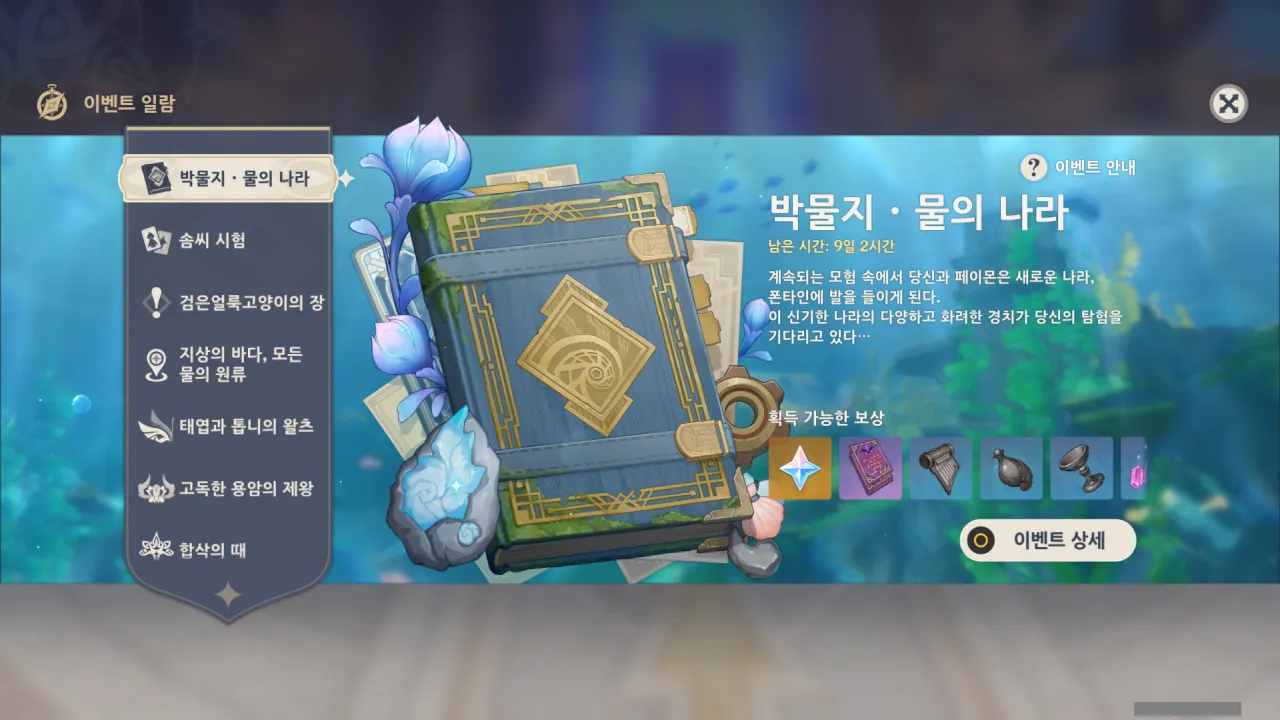 이벤트 일람
박물지 · 물의 나라
솜씨 시험
검은얼룩고양이의 장
지상의 바다, 모든
물의 원류
태엽과 톱니의 왈츠
고독한 용암의 제왕
합삭의 때
? 이벤트 안내
박물지 · 물의 나라
남은 시간: 9일 2시간
계속되는 모험 속에서 당신과 페이몬은 새로운 나라,
폰타인에 발을 들이게 된다.
이 신기한 나라의 다양하고 화려한 경치가 당신의 탐험을
기다리고 있다…
획득 가능한 보상
이벤트 상세